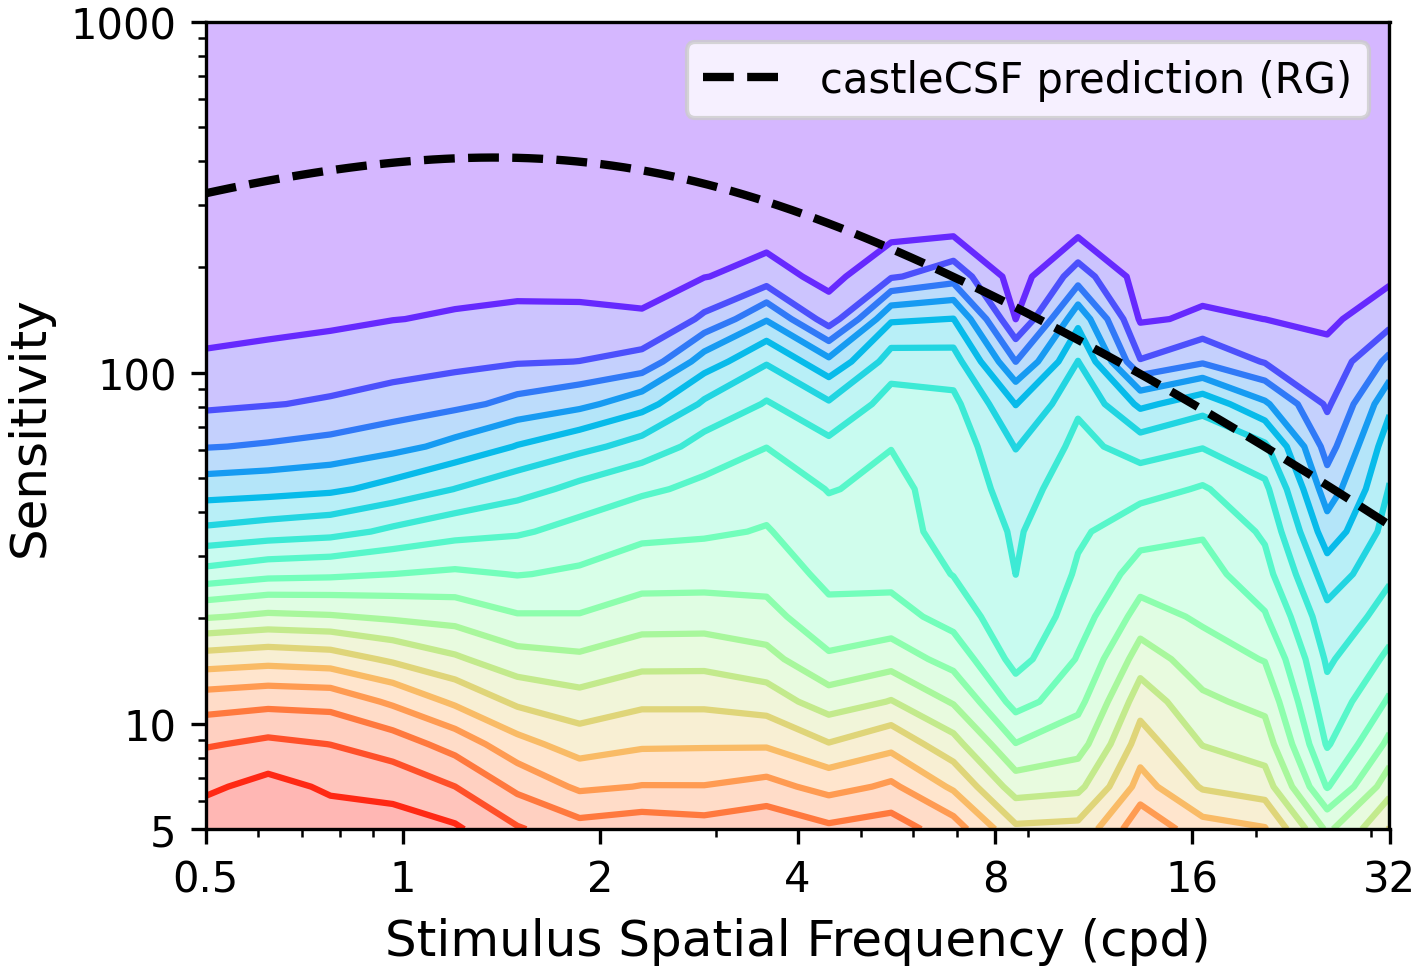 1000
castleCSF prediction (RG)
100
Sensitivity
10
5
0.5 1 2 4 8 16 32
Stimulus Spatial Frequency (cpd)